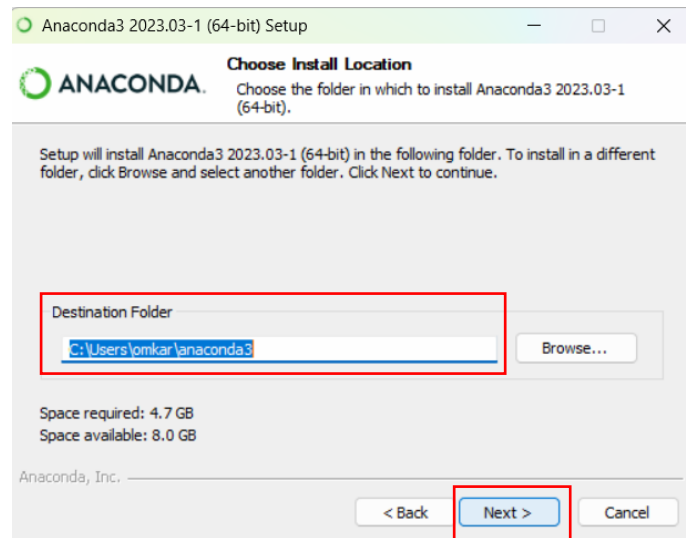 Anaconda3 2023.03-1 (64-bit) Setup
ANACONDA.
Choose Install Location
Choose the folder in which to install Anaconda3 2023.03-1
(64-bit).
Setup will install Anaconda3 2023.03-1 (64-bit) in the following folder. To install in a different
folder, click Browse and select another folder. Click Next to continue.
Destination Folder
C:\Users\omkar\anaconda3
Browse...
Space required: 4.7 GB
Space available: 8.0 GB
Anaconda, Inc.
< Back
Next >
Cancel